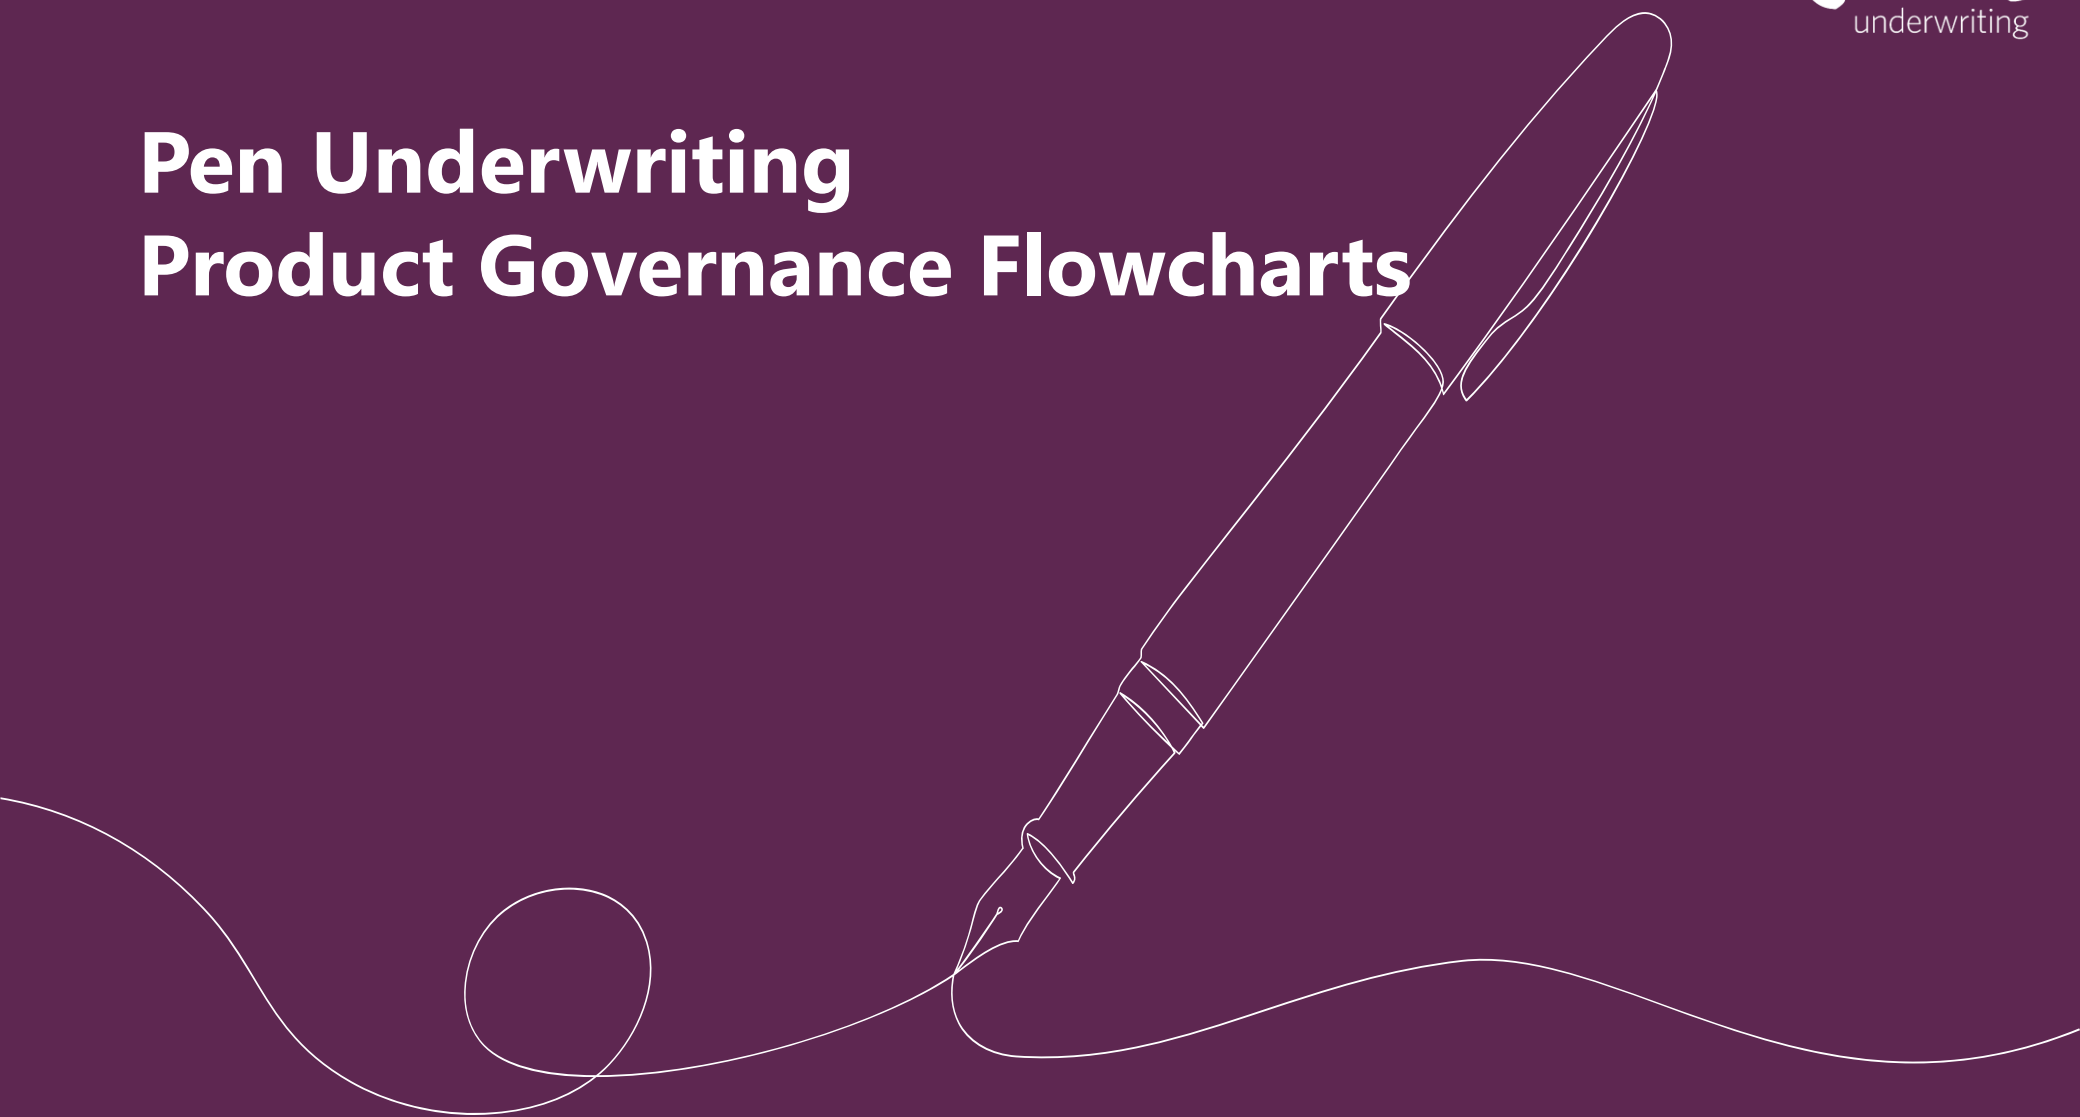 underwriting
Pen Underwriting
Product Governance Flowcharts